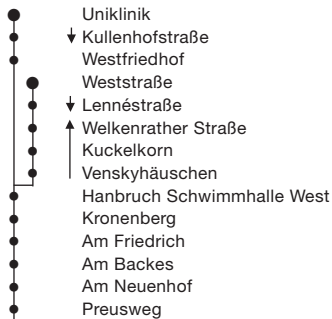 Uniklinik
Kullenhofstraße
Westfriedhof
Weststraße
Lennéstraße
Welkenrather Straße
Kuckelkorn
Venskyhäuschen
Hanbruch Schwimmhalle West
Kronenberg
Am Friedrich
Am Backes
Am Neuenhof
Preusweg